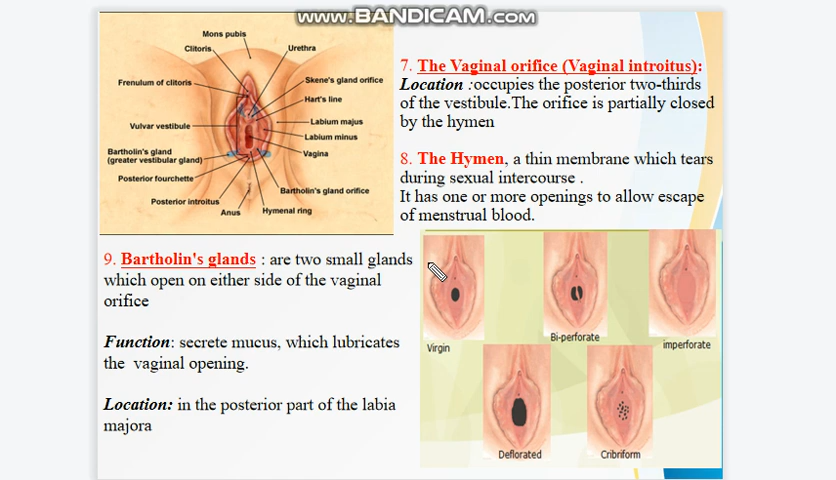 www.BANDICAM.com
Mons pubis
Clitoris
Urethra
Frenulum of clitoris
Skene's gland orifice
Hart's line
Labium majus
Vulvar vestibule
Labium minus
Bartholin's gland
(greater vestibular gland)
Vagina
Posterior fourchette
Bartholin's gland orifice
Posterior introitus
Anus
Hymenal ring
7. The Vaginal orifice (Vaginal introitus):
Location :occupies the posterior two-thirds
of the vestibule.The orifice is partially closed
by the hymen
8. The Hymen, a thin membrane which tears
during sexual intercourse .
It has one or more openings to allow escape
of menstrual blood.
9. Bartholin's glands : are two small glands
which open on either side of the vaginal
orifice
Function: secrete mucus, which lubricates
the vaginal opening.
Location: in the posterior part of the labia
majora
Virgin
Bi-perforate
imperforate
Deflorated
Cribriform